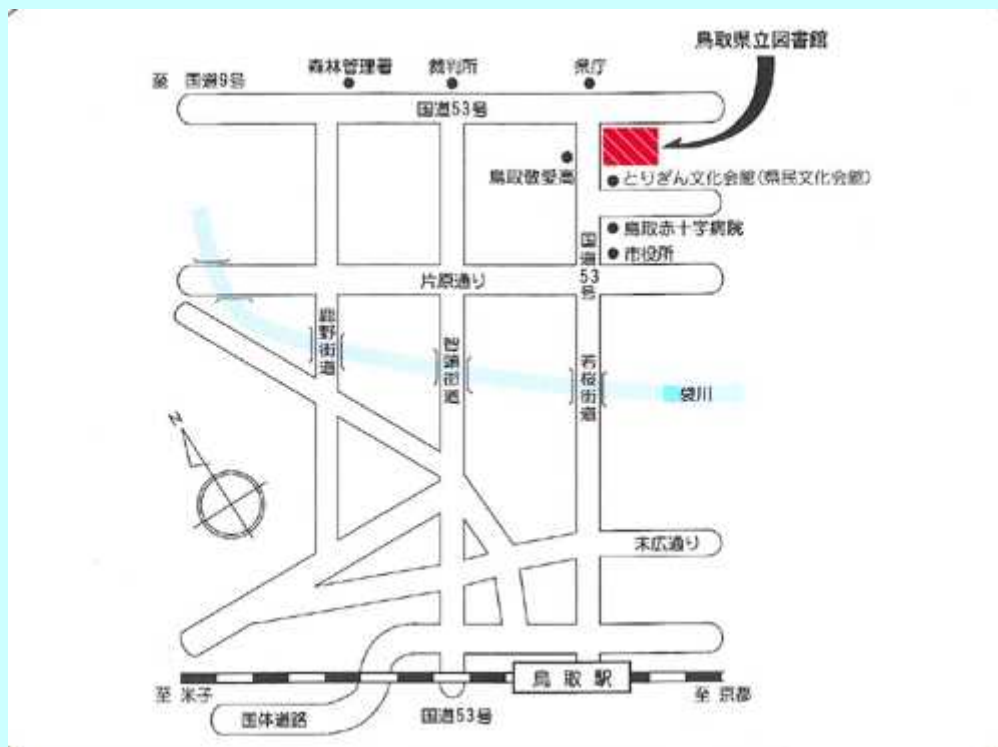 鳥取県立図書館
森林管理署
裁判所
県庁
至 国道9号
国道53号
鳥取敬愛高
とりぎん文化会館(県民文化会館)
鳥取赤十字病院
市役所
国道53号
片原通り
鹿野街道
智頭街道
若桜街道
袋川
N
末広通り
鳥取駅
至 米子
至 京都
国体道路
国道53号